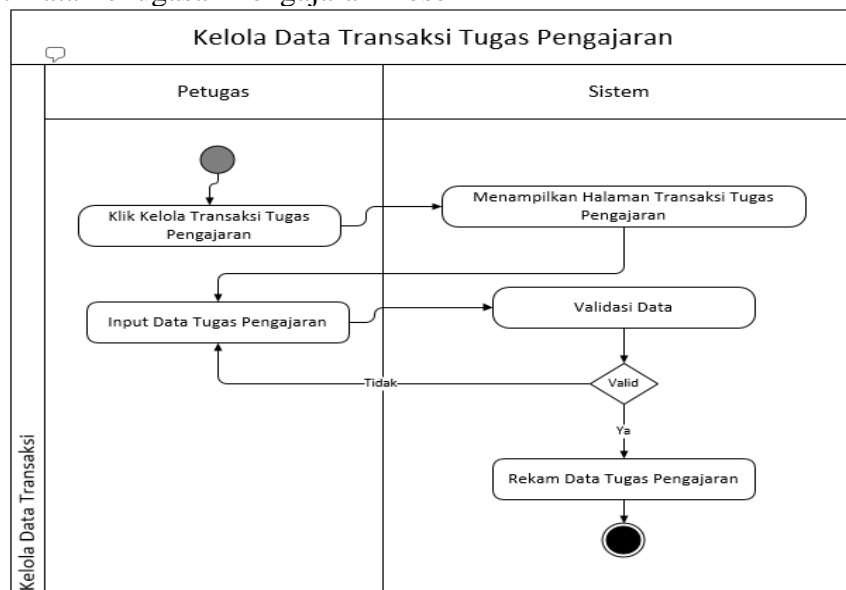 Kelola Data Transaksi Tugas Pengajaran
Petugas
Sistem
Klik Kelola Transaksi Tugas
Pengajaran
Menampilkan Halaman Transaksi Tugas
Pengajaran
Input Data Tugas Pengajaran
Validasi Data
Tidak
Valid
Ya
Rekam Data Tugas Pengajaran
Kelola Data Transaksi